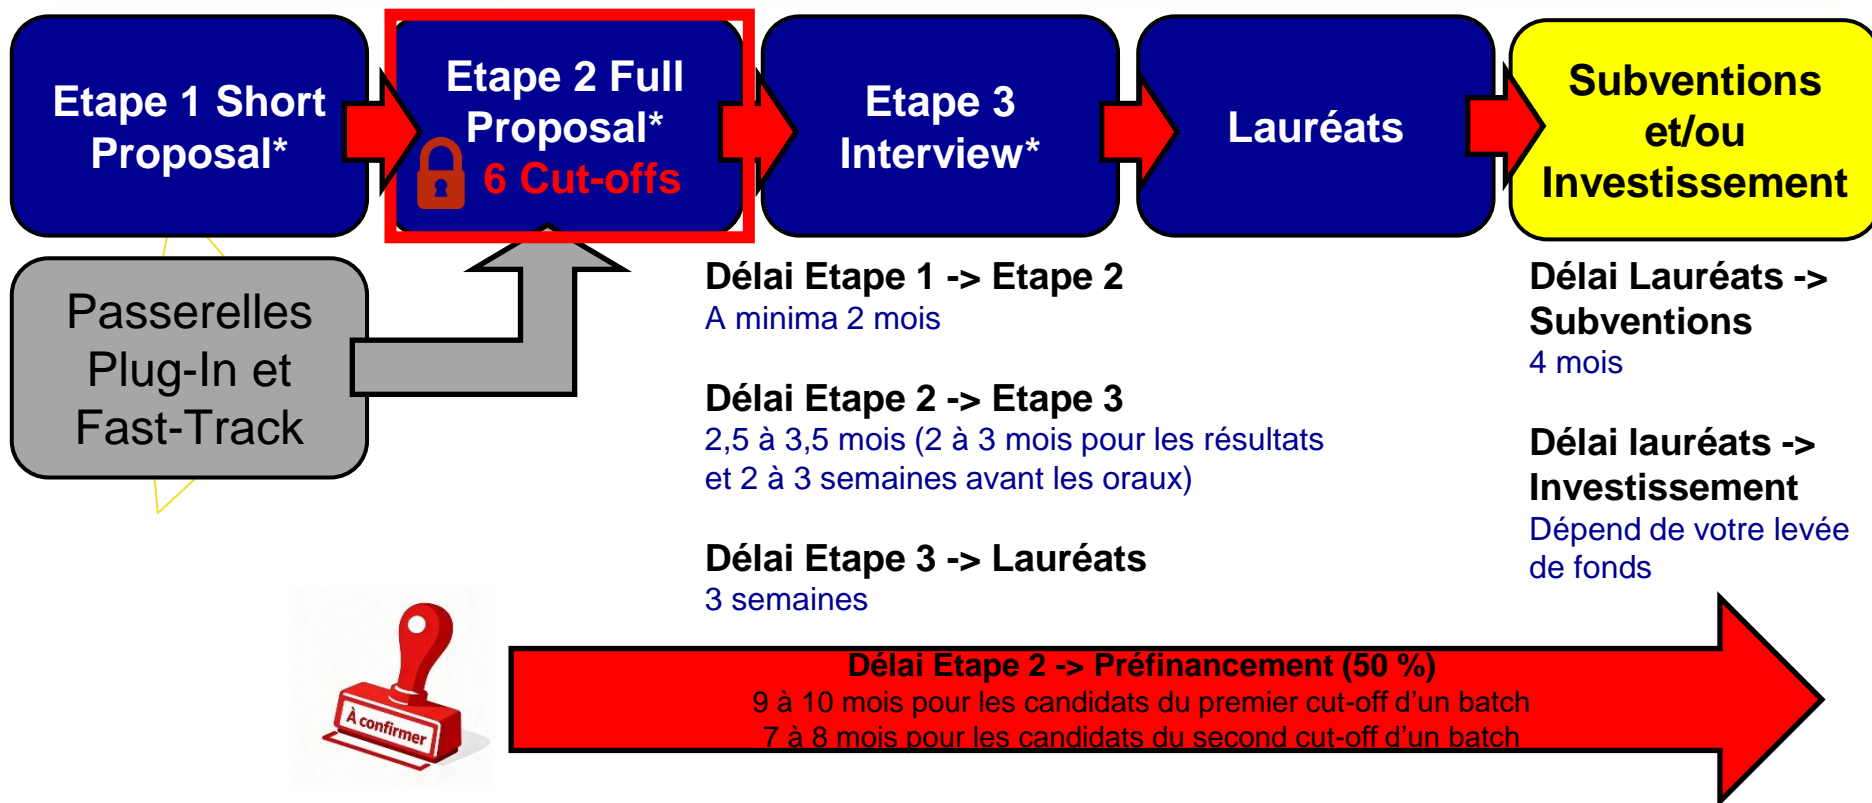 Etape 1 Short
Proposal*
Etape 2 Full
Proposal*
6 Cut-offs
Etape 3
Interview*
Lauréats
Subventions
et/ou
Investissement
Passerelles
Plug-In et
Fast-Track
Délai Etape 1 -> Etape 2
A minima 2 mois
Délai Etape 2 -> Etape 3
2,5 à 3,5 mois (2 à 3 mois pour les résultats
et 2 à 3 semaines avant les oraux)
Délai Etape 3 -> Lauréats
3 semaines
Délai Lauréats ->
Subventions
4 mois
Délai lauréats ->
Investissement
Dépend de votre levée
de fonds
À confirmer
Délai Etape 2 -> Préfinancement (50 %)
9 à 10 mois pour les candidats du premier cut-off d'un batch
7 à 8 mois pour les candidats du second cut-off d'un batch